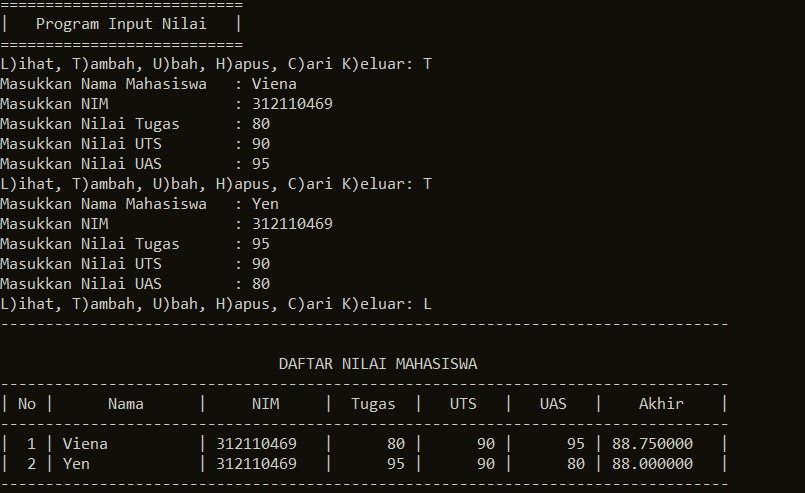 ===========================
|   Program Input Nilai   |
===========================
L)ihat, T)ambah, U)bah, H)apus, C)ari K)eluar: T
Masukkan Nama Mahasiswa   : Viena
Masukkan NIM              : 312110469
Masukkan Nilai Tugas      : 80
Masukkan Nilai UTS        : 90
Masukkan Nilai UAS        : 95
L)ihat, T)ambah, U)bah, H)apus, C)ari K)eluar: T
Masukkan Nama Mahasiswa   : Yen
Masukkan NIM              : 312110469
Masukkan Nilai Tugas      : 95
Masukkan Nilai UTS        : 90
Masukkan Nilai UAS        : 80
L)ihat, T)ambah, U)bah, H)apus, C)ari K)eluar: L
---------------------------------------------------------------------------------
                               DAFTAR NILAI MAHASISWA
---------------------------------------------------------------------------------
| No |      Nama      |     NIM     |  Tugas  |   UTS   |   UAS   |    Akhir    |
---------------------------------------------------------------------------------
|  1 | Viena          | 312110469   |      80 |      90 |      95 | 88.750000   |
|  2 | Yen            | 312110469   |      95 |      90 |      80 | 88.000000   |
---------------------------------------------------------------------------------